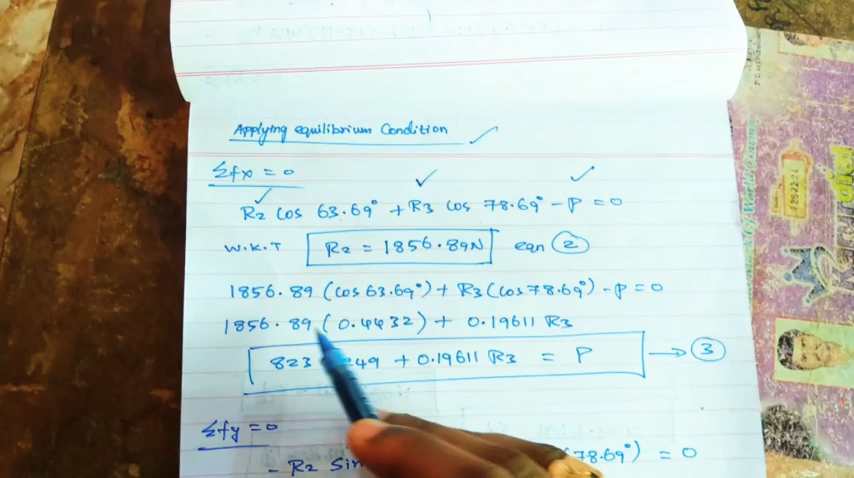 Applying equilibrium Condition
Σfx = 0
R2 cos 63.69° + R3 cos 78.69° - P = 0
W.K.T R2 = 1856.89N eqn 2
1856.89 (cos 63.69°) + R3 (cos 78.69°) - P = 0
1856.89 (0.4432) + 0.19611 R3
823 249 + 0.19611 R3 = P → 3
Σfy = 0
- R2 Sin (78.69°) = 0